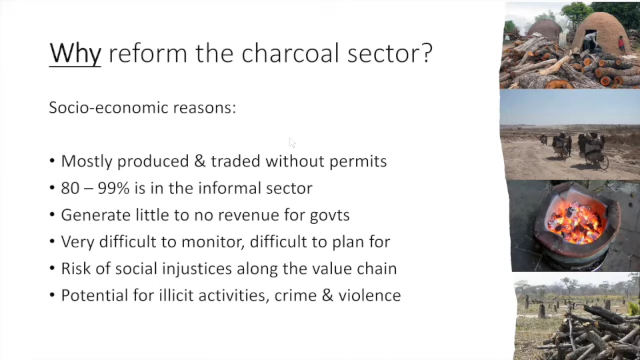 Why reform the charcoal sector?
Socio-economic reasons:
• Mostly produced & traded without permits
• 80 – 99% is in the informal sector
• Generate little to no revenue for govts
• Very difficult to monitor, difficult to plan for
• Risk of social injustices along the value chain
• Potential for illicit activities, crime & violence